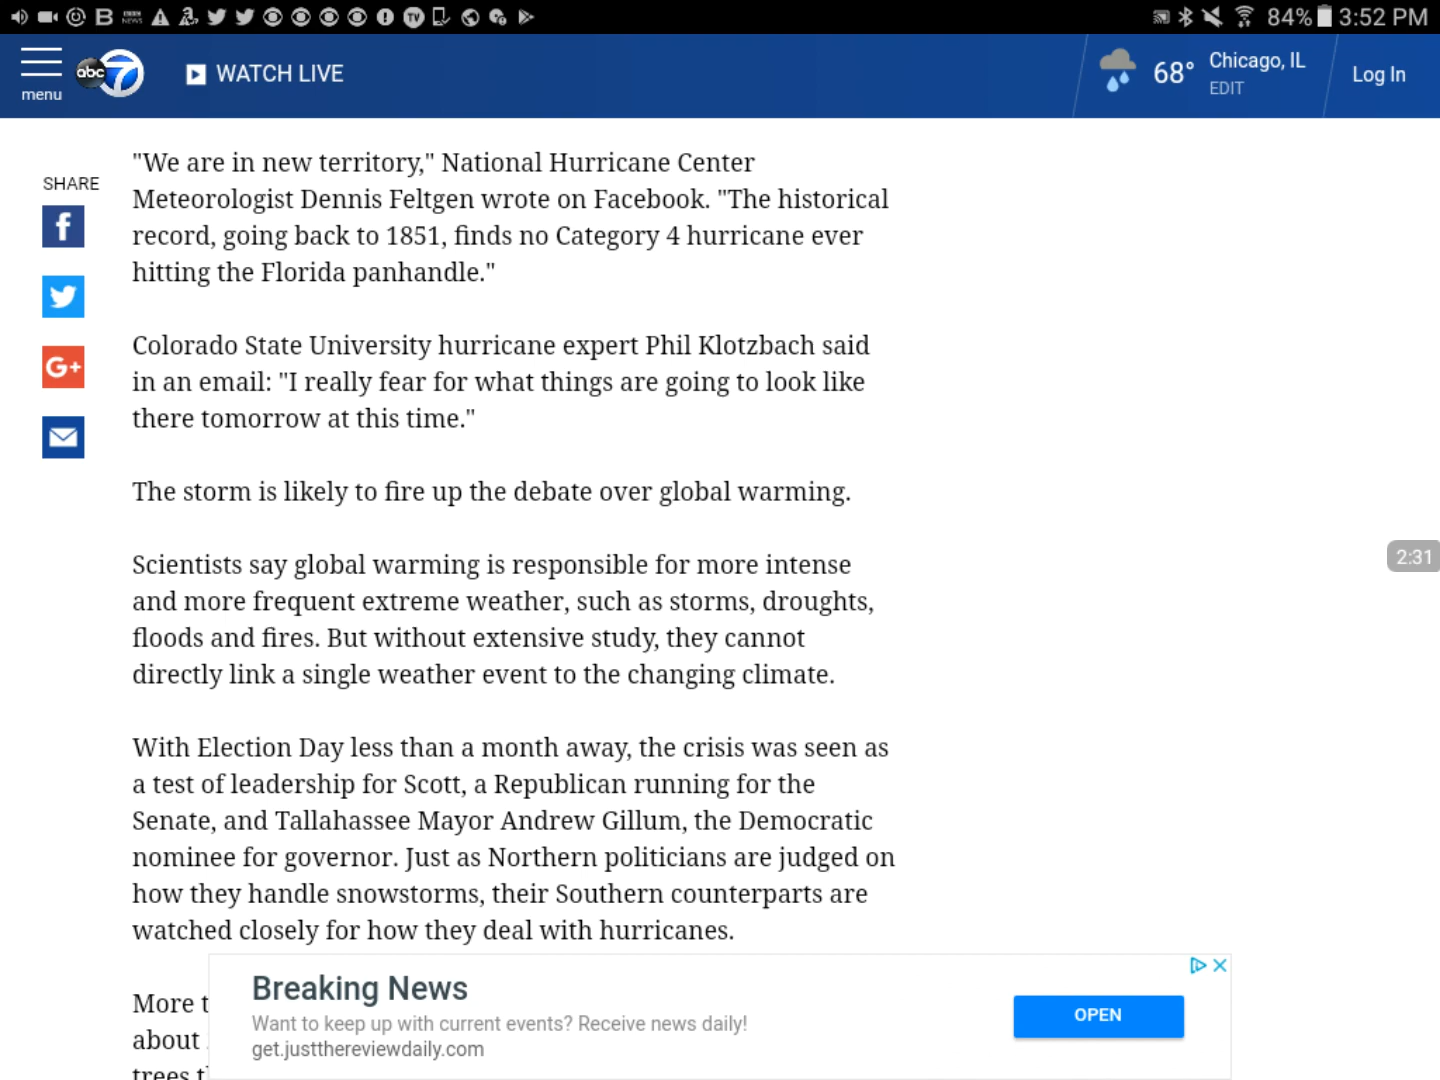 B NEWS TV 84% 3:52 PM
menu abc 7 WATCH LIVE 68° Chicago, IL EDIT Log In
SHARE
"We are in new territory," National Hurricane Center
Meteorologist Dennis Feltgen wrote on Facebook. "The historical
record, going back to 1851, finds no Category 4 hurricane ever
hitting the Florida panhandle."
Colorado State University hurricane expert Phil Klotzbach said
in an email: "I really fear for what things are going to look like
there tomorrow at this time."
The storm is likely to fire up the debate over global warming.
2:31
Scientists say global warming is responsible for more intense
and more frequent extreme weather, such as storms, droughts,
floods and fires. But without extensive study, they cannot
directly link a single weather event to the changing climate.
With Election Day less than a month away, the crisis was seen as
a test of leadership for Scott, a Republican running for the
Senate, and Tallahassee Mayor Andrew Gillum, the Democratic
nominee for governor. Just as Northern politicians are judged on
how they handle snowstorms, their Southern counterparts are
watched closely for how they deal with hurricanes.
More t
about
trees t
Breaking News
Want to keep up with current events? Receive news daily!
get.justthereviewdaily.com
OPEN